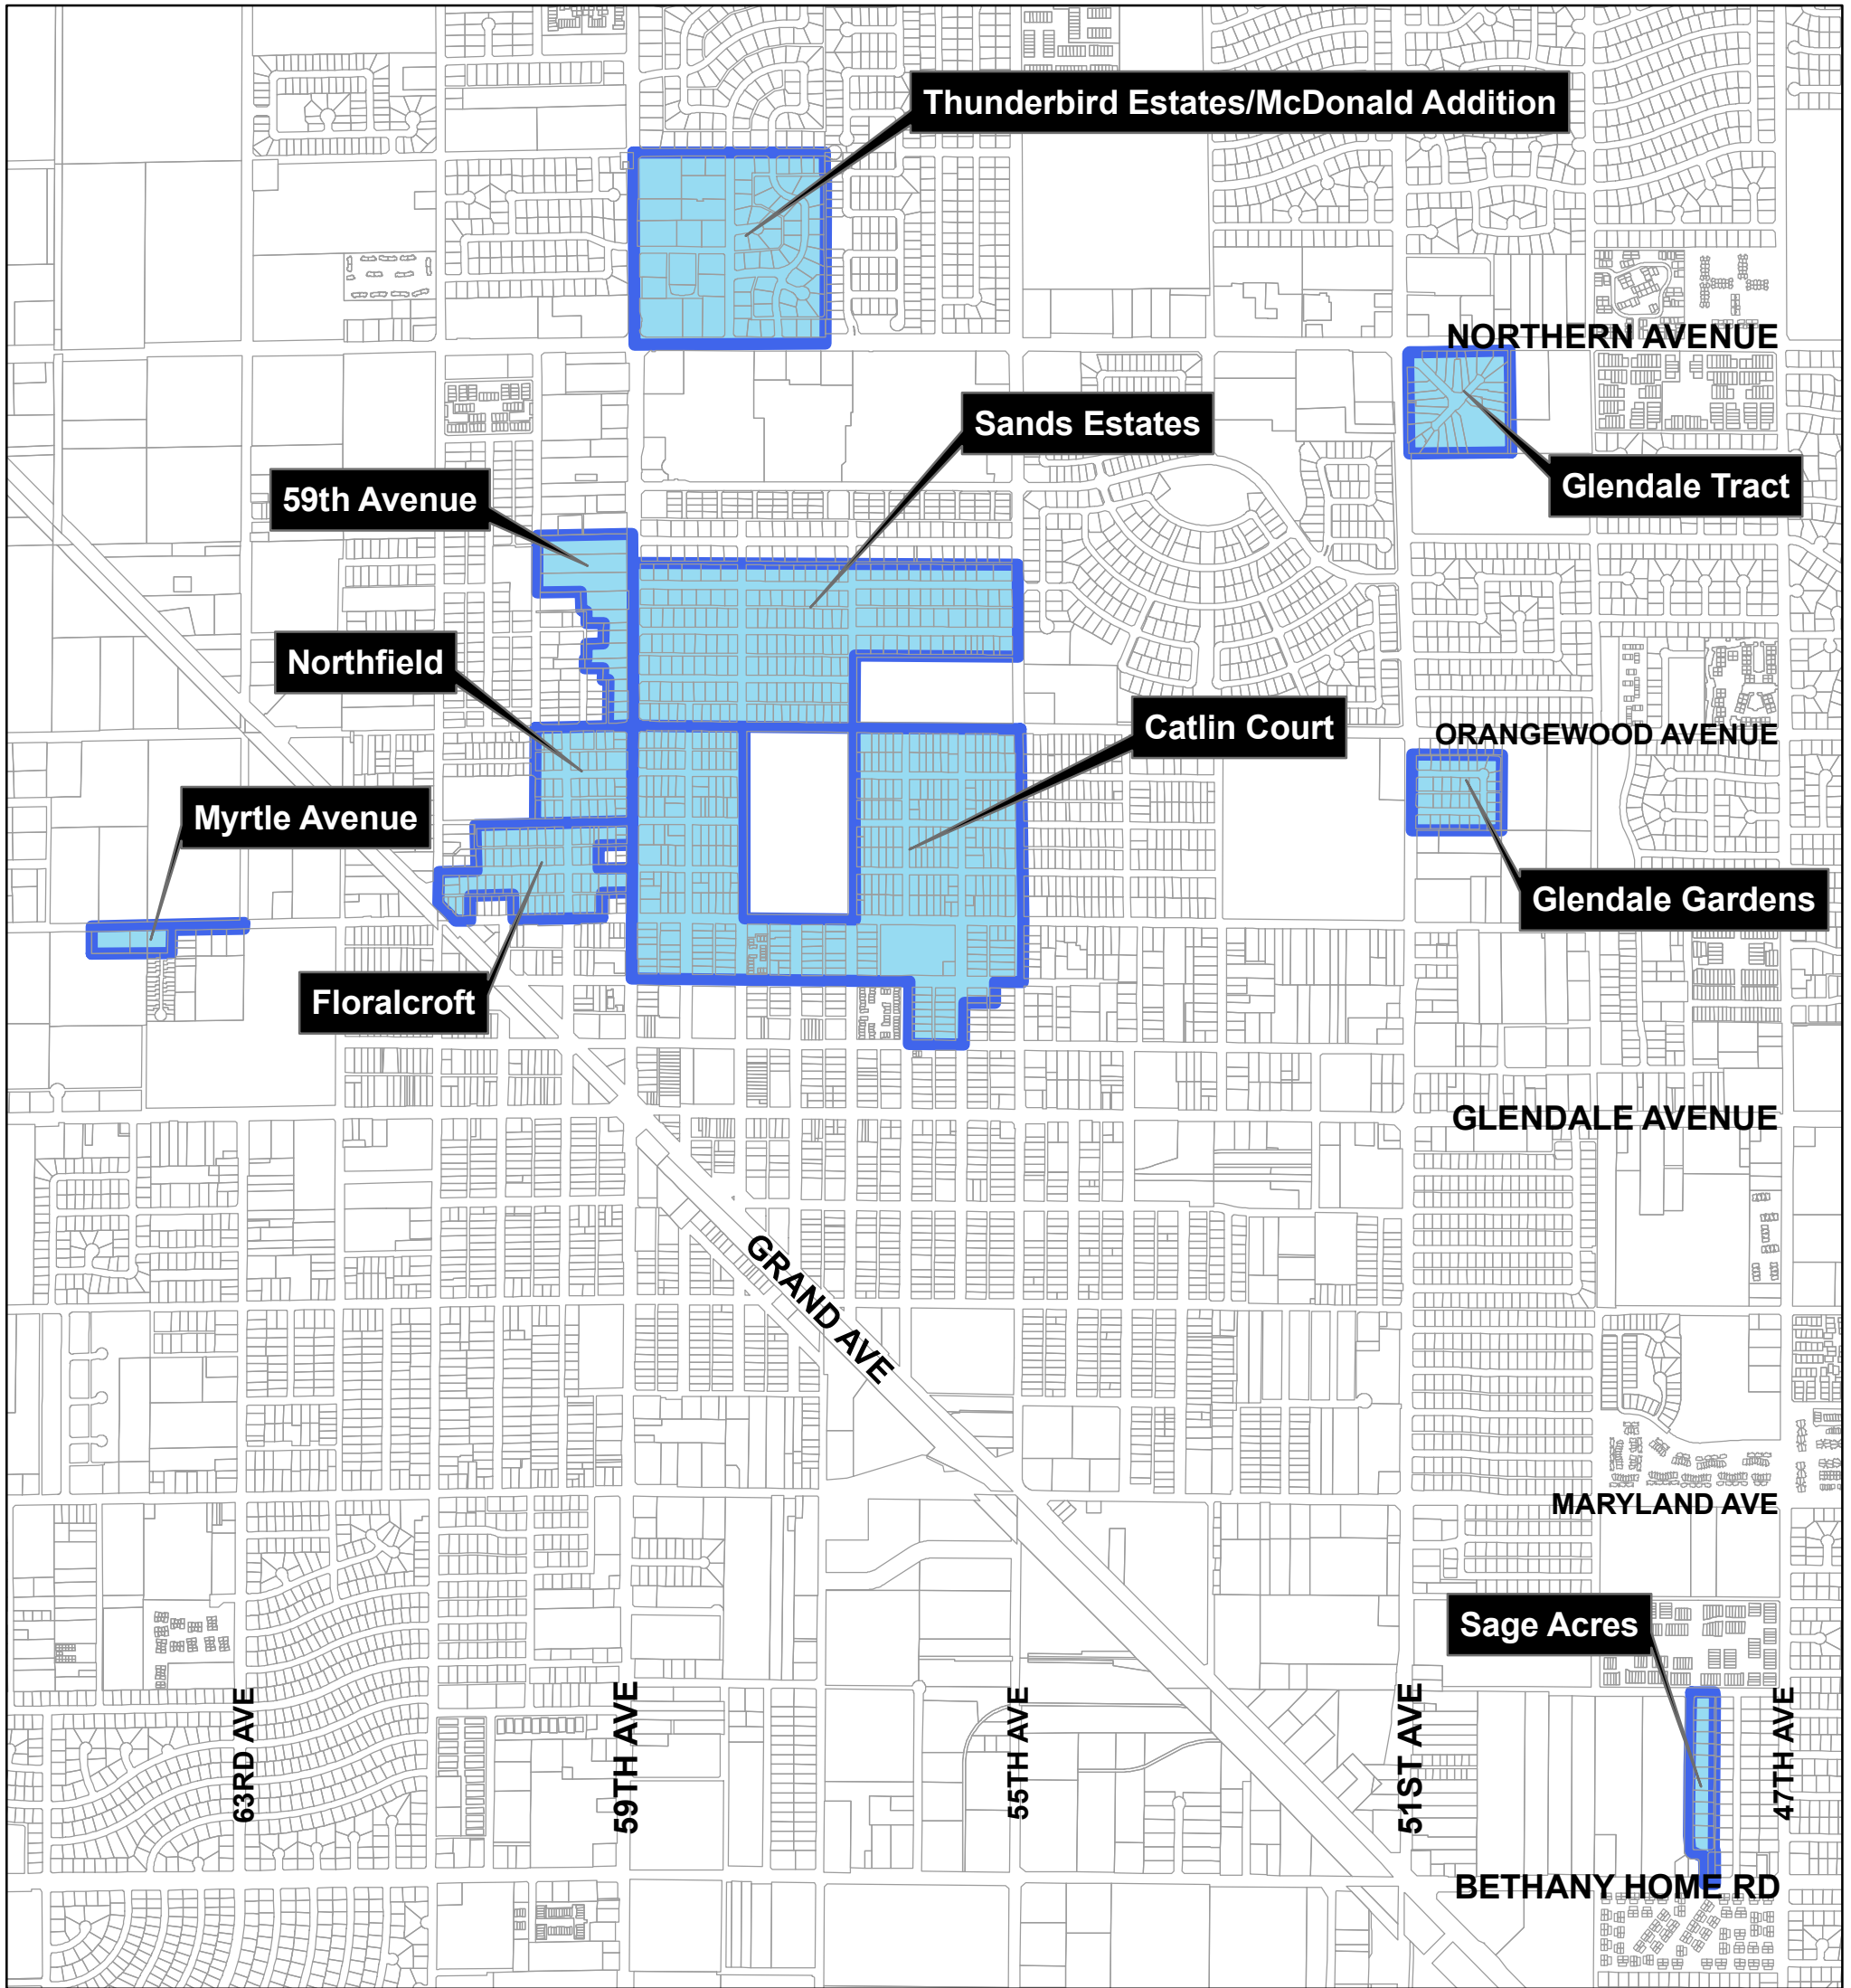 Thunderbird Estates/McDonald Addition
NORTHERN AVENUE
Sands Estates
Glendale Tract
59th Avenue
Northfield
Catlin Court
ORANGEWOOD AVENUE
Myrtle Avenue
Glendale Gardens
Floralcroft
GLENDALE AVENUE
GRAND AVE
MARYLAND AVE
Sage Acres
63RD AVE
59TH AVE
55TH AVE
51ST AVE
47TH AVE
BETHANY HOME RD